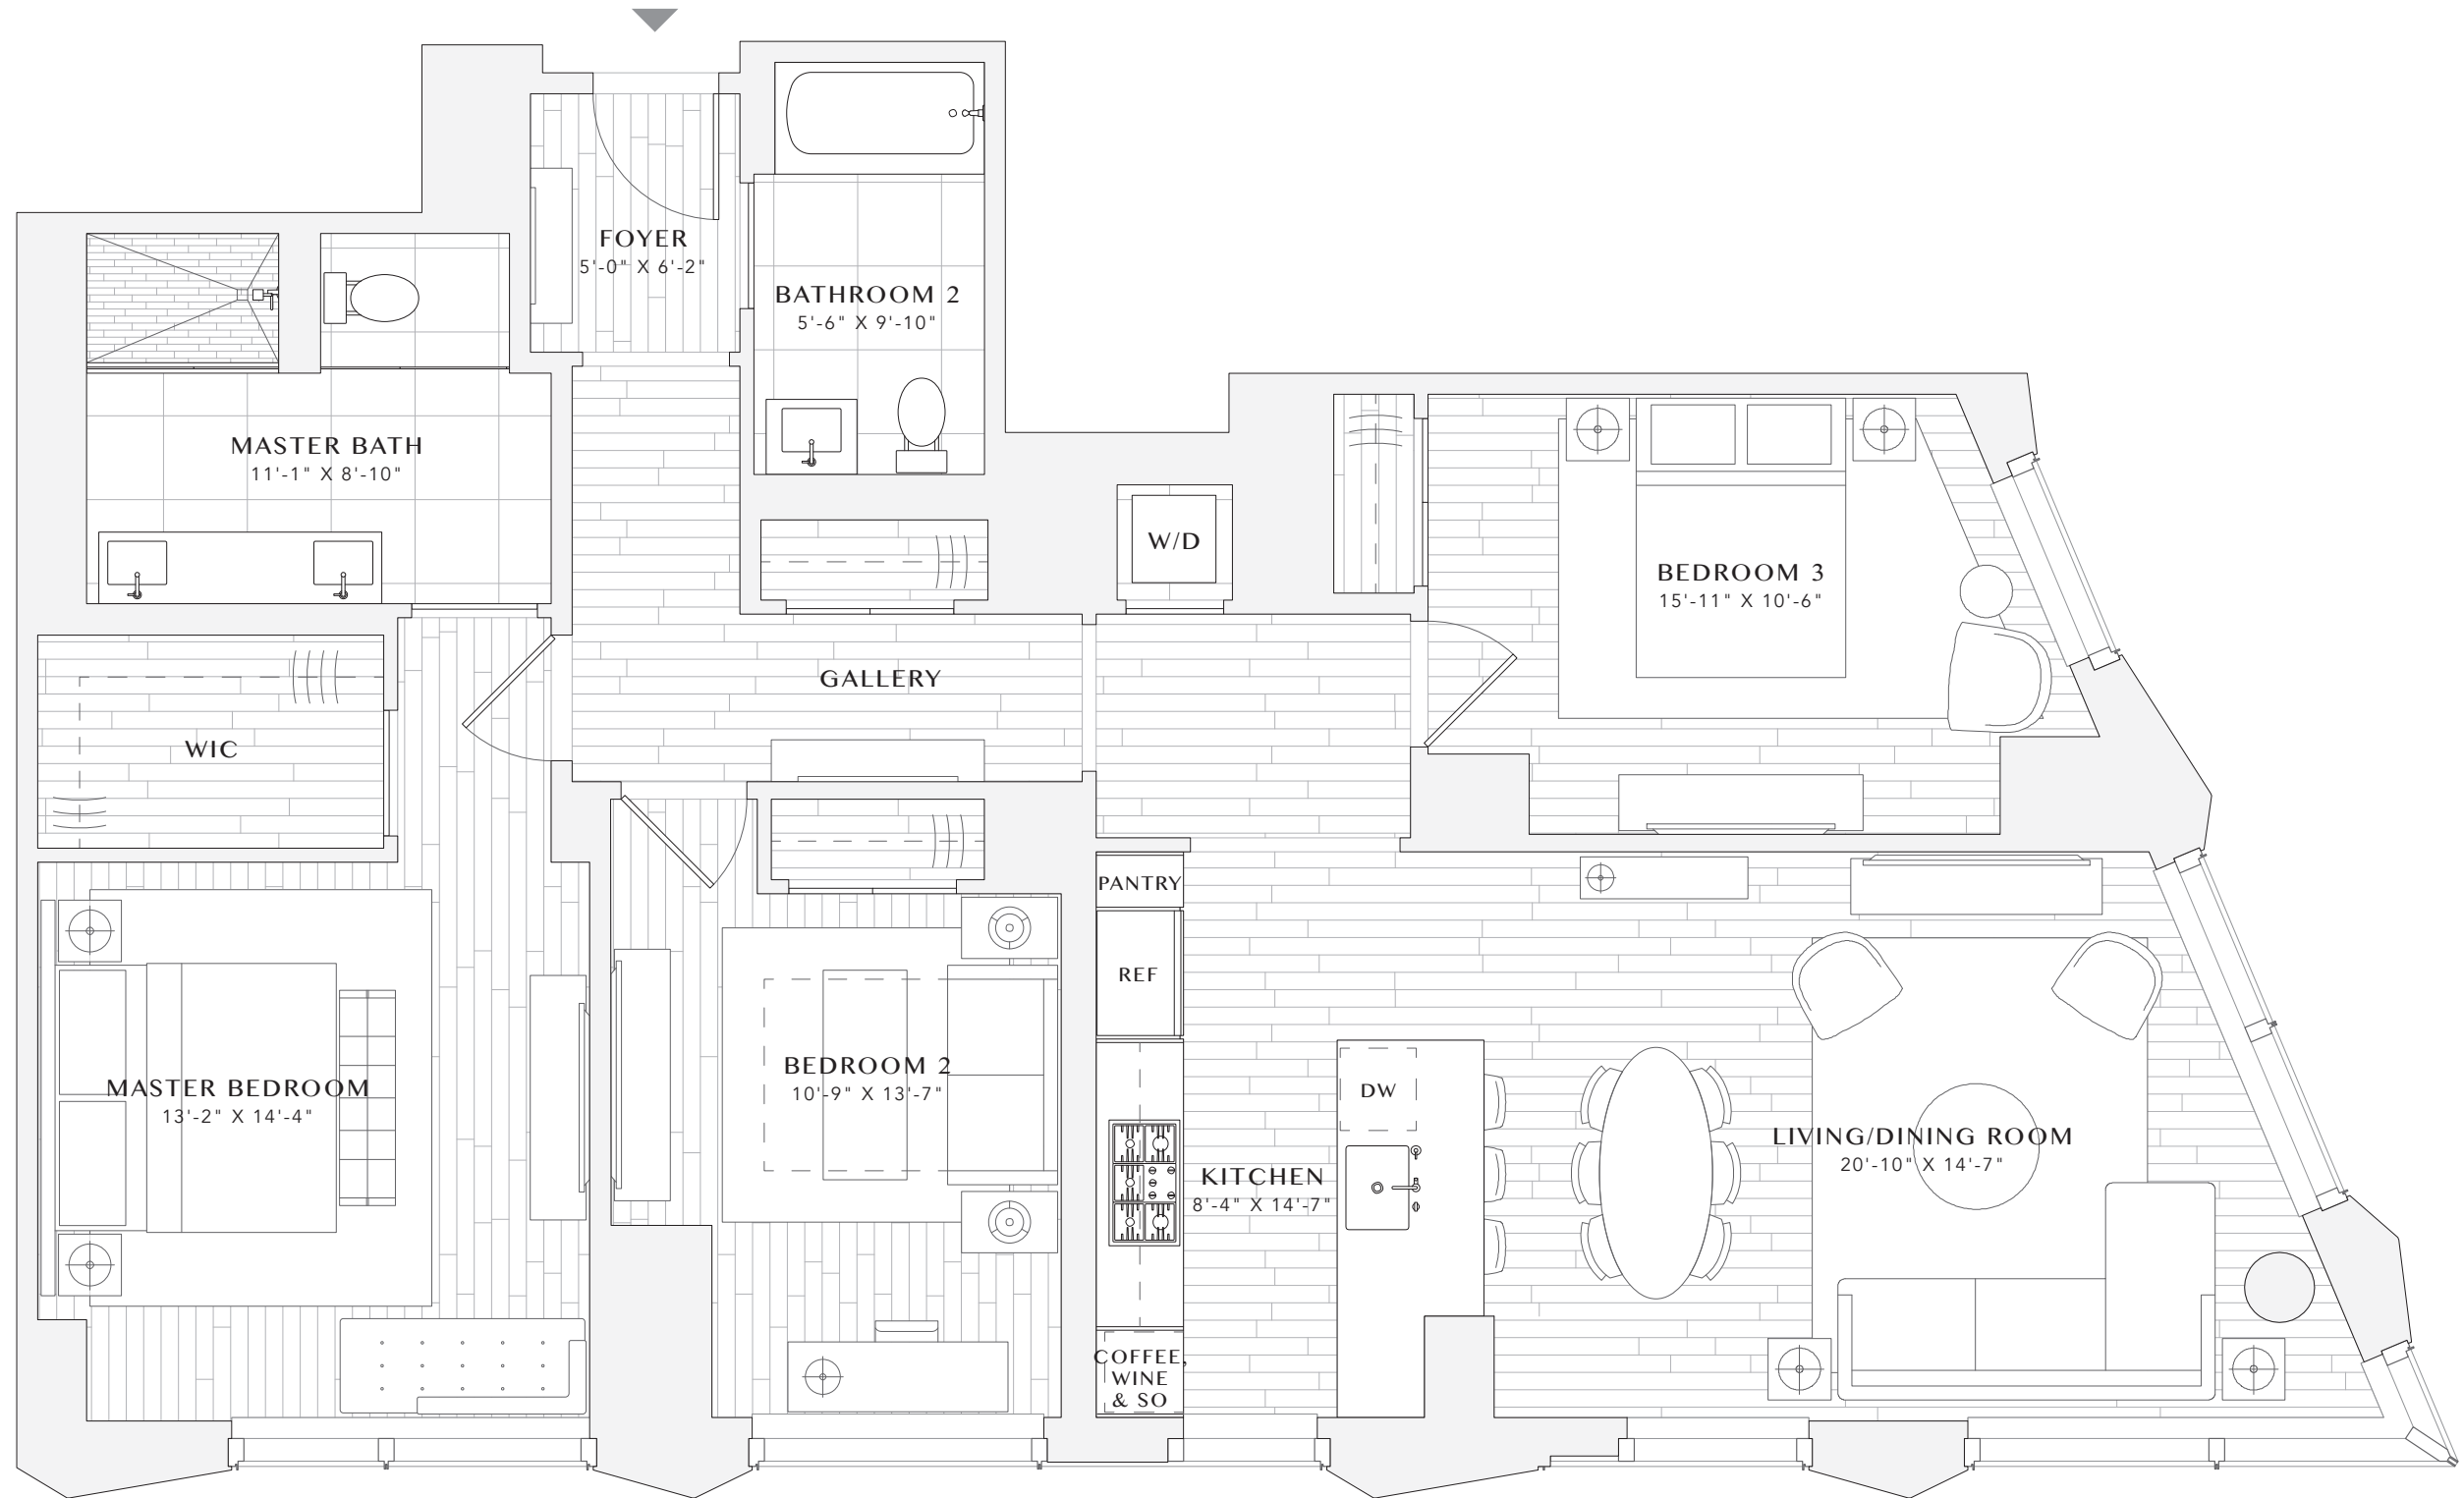 FOYER
5'-0" X 6'-2"
BATHROOM 2
5'-6" X 9'-10"
MASTER BATH
11'-1" X 8'-10"
W/D
BEDROOM 3
15'-11" X 10'-6"
GALLERY
WIC
PANTRY
REF
MASTER BEDROOM
13'-2" X 14'-4"
BEDROOM 2
10'-9" X 13'-7"
DW
KITCHEN
8'-4" X 14'-7"
LIVING/DINING ROOM
20'-10" X 14'-7"
COFFEE,
WINE
& SO